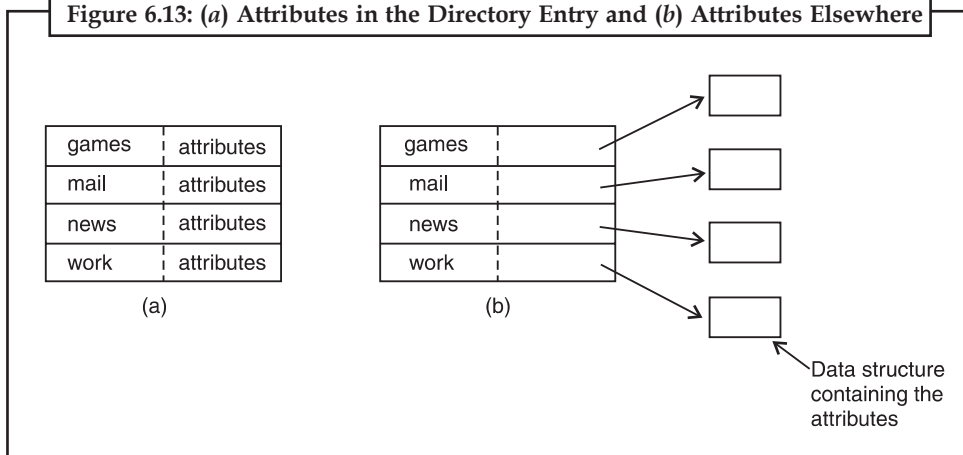 Figure 6.13: (a) Attributes in the Directory Entry and (b) Attributes Elsewhere
games attributes
mail attributes
news attributes
work attributes
(a)
games
mail
news
work
(b)
Data structure
containing the
attributes